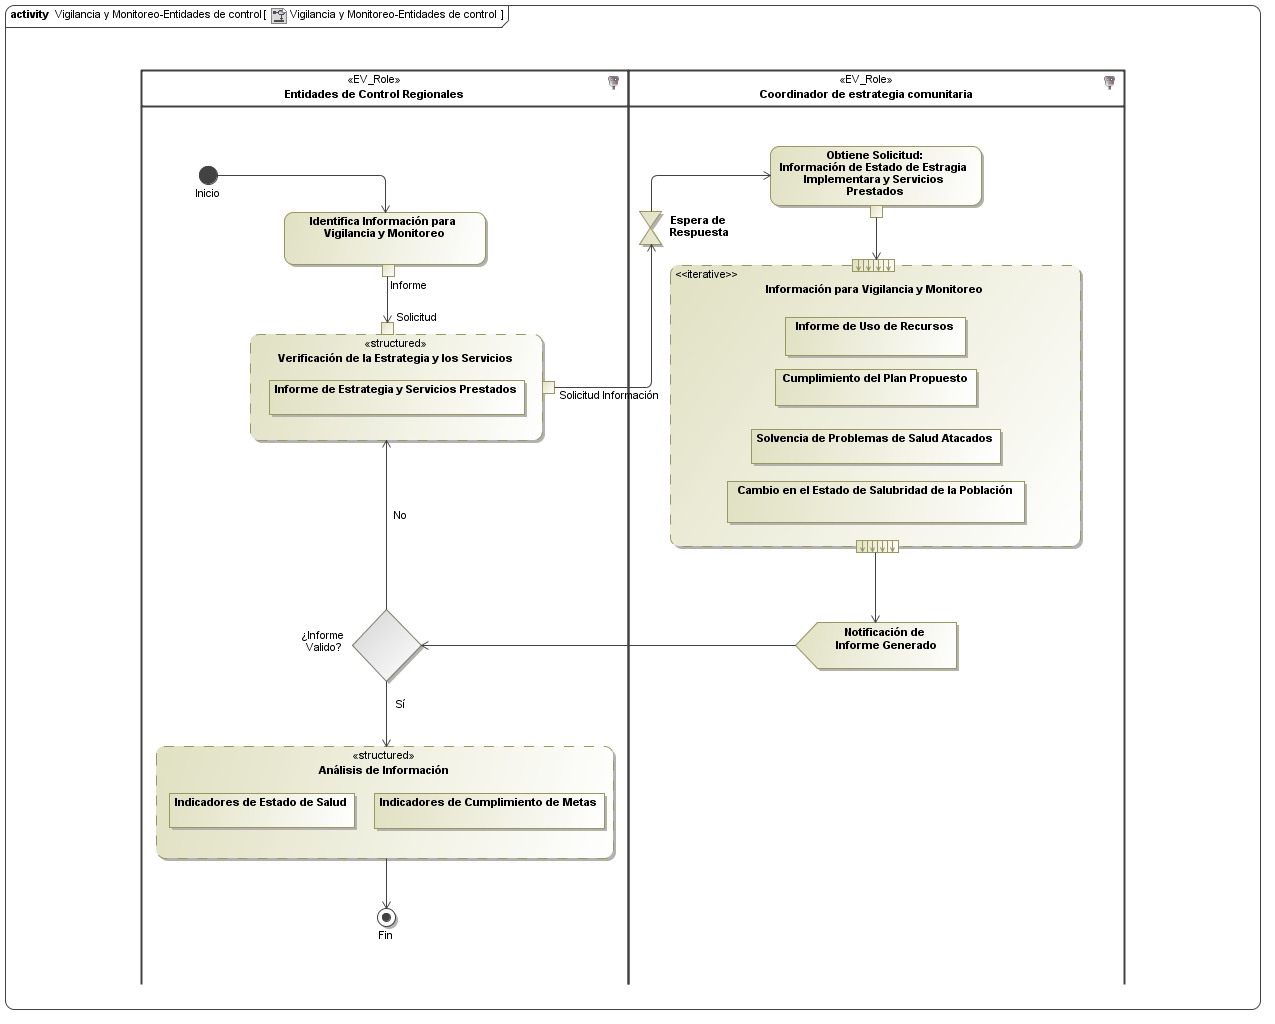 activity Vigilancia y Monitoreo-Entidades de control[ Vigilancia y Monitoreo-Entidades de control ]
«EV_Role»
Entidades de Control Regionales
«EV_Role»
Coordinador de estrategia comunitaria
Inicio
Identifica Información para
Vigilancia y Monitoreo
Informe
Solicitud
«structured»
Verificación de la Estrategia y los Servicios
Informe de Estrategia y Servicios Prestados
Solicitud Información
Espera de
Respuesta
Obtiene Solicitud:
Información de Estado de Estragia
Implementara y Servicios
Prestados
<<iterative>>
Información para Vigilancia y Monitoreo
Informe de Uso de Recursos
Cumplimiento del Plan Propuesto
Solvencia de Problemas de Salud Atacados
Cambio en el Estado de Salubridad de la Población
Notificación de
Informe Generado
No
¿Informe
Valido?
Sí
«structured»
Análisis de Información
Indicadores de Estado de Salud
Indicadores de Cumplimiento de Metas
Fin